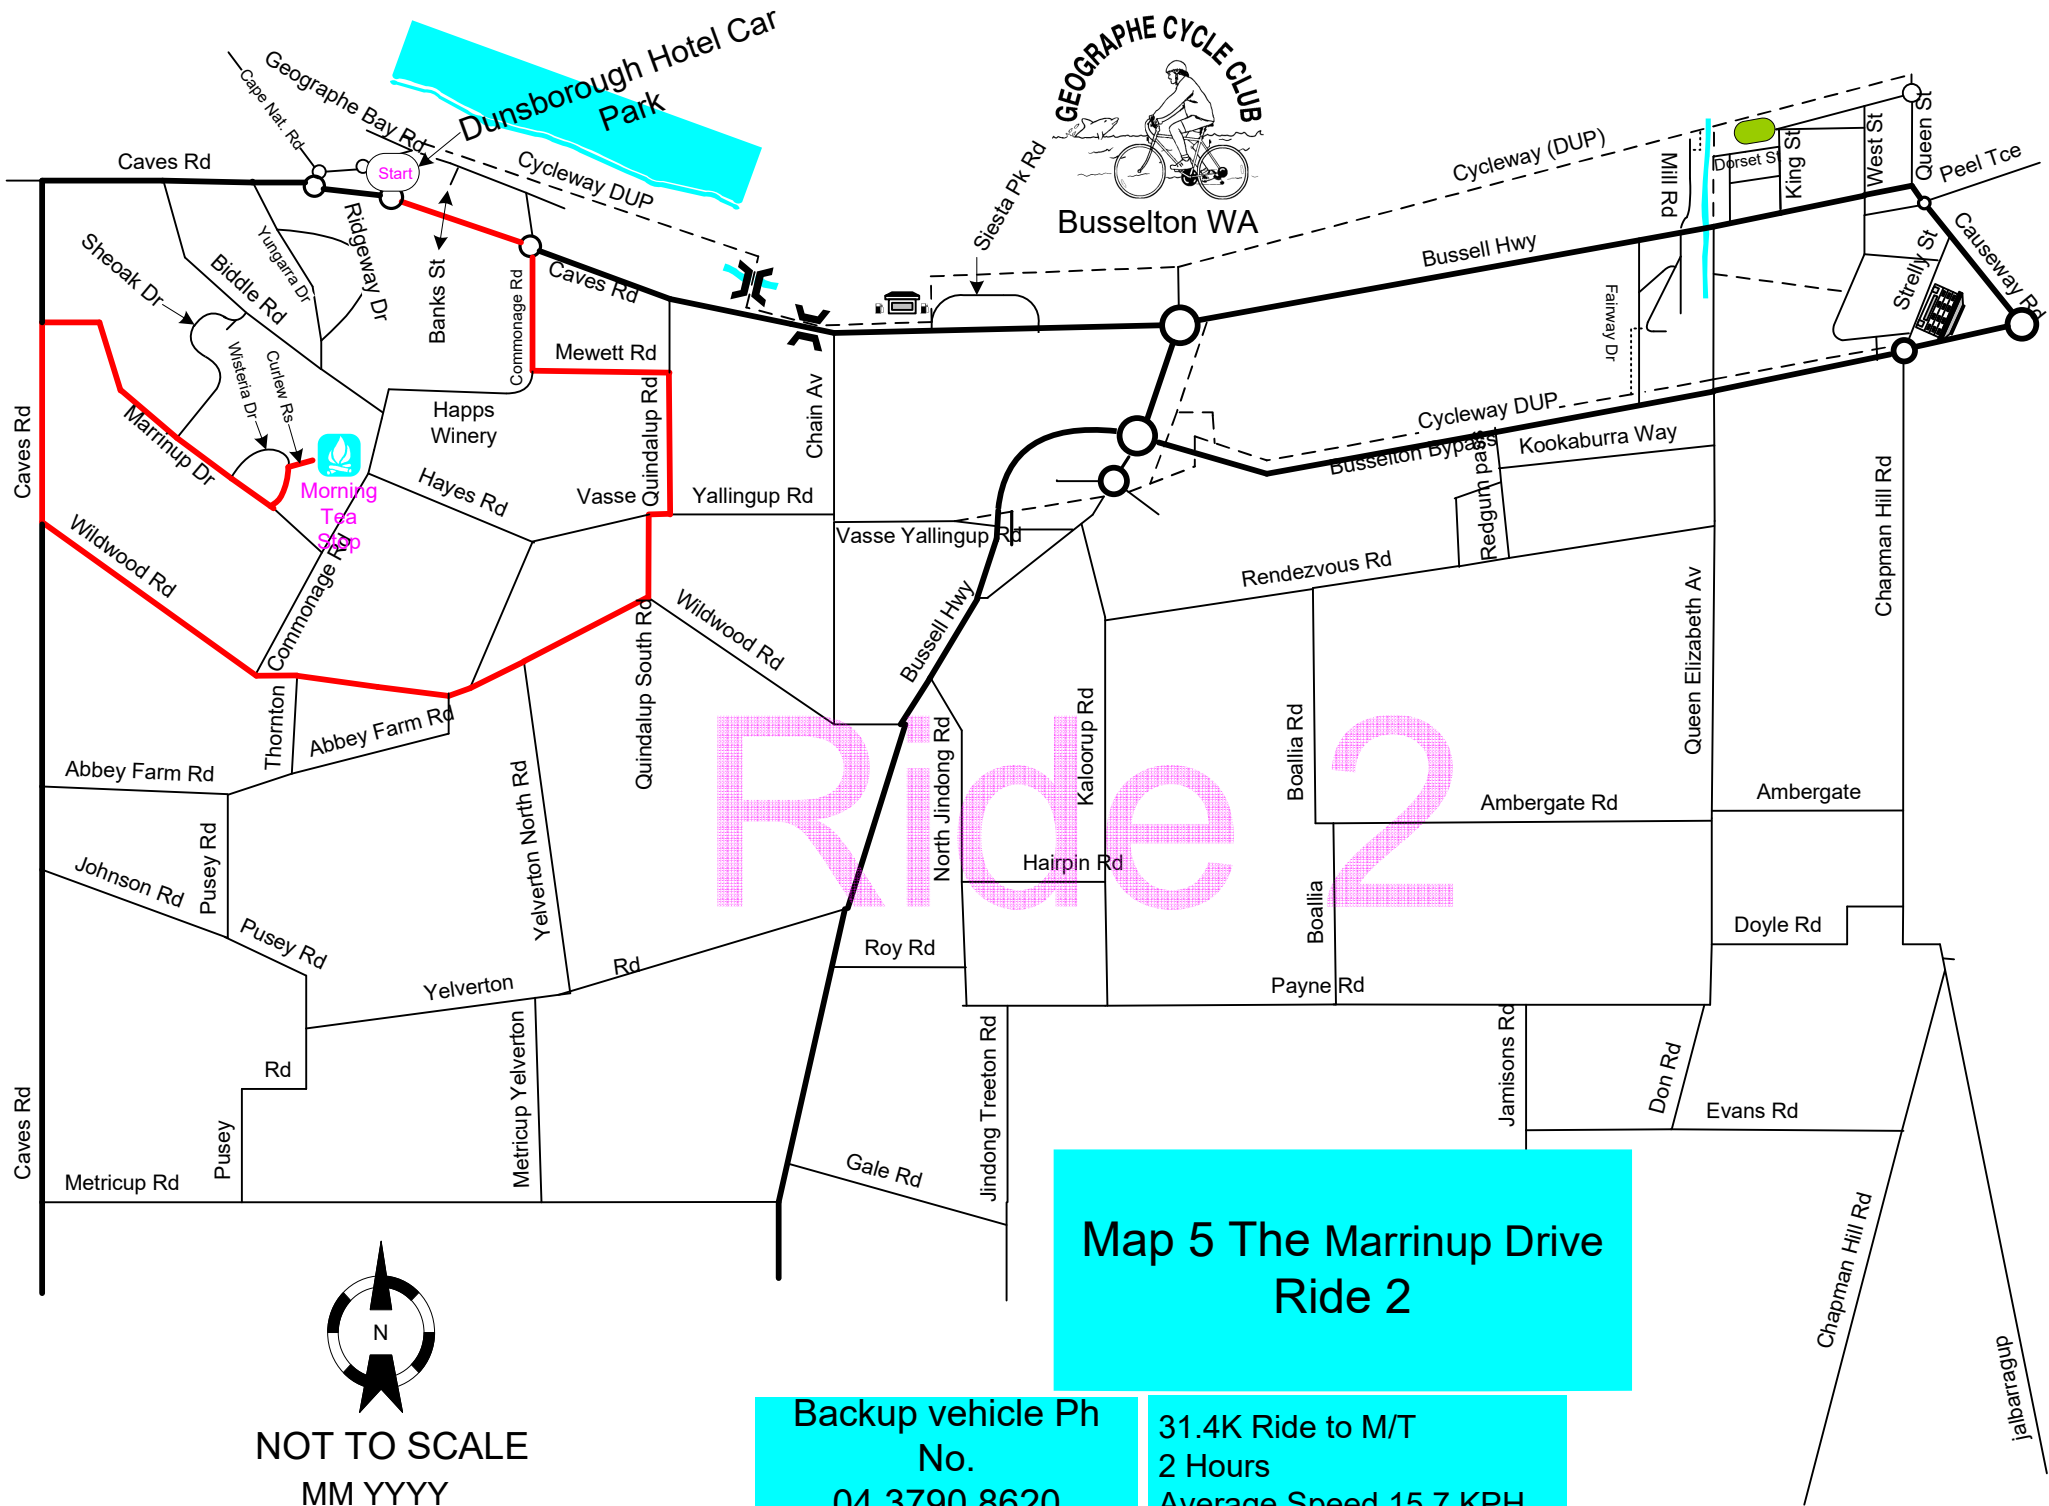 GEOGRAPHE CYCLE CLUB
Busselton WA
Dunsborough Hotel Car
Park
Geographe Bay Rd
Cape Nat. Rd
Caves Rd
Start
Cycleway DUP
Siesta Pk Rd
Cycleway (DUP)
Mill Rd
Dorset St
King St
West St
Queen St
Peel Tce
Causeway Rd
Strelly St
Bussell Hwy
Fairway Dr
Yungarra Dr
Ridgeway Dr
Banks St
Sheoak Dr
Biddle Rd
Commonage Rd
Caves Rd
Mewett Rd
Wisteria Dr
Curlew Rs
Happs
Winery
Quindalup Rd
Chain Av
Cycleway DUP
Busselton Bypass
Kookaburra Way
Redgum pass
Caves Rd
Marrinup Dr
Morning
Tea
Stop
Hayes Rd
Vasse
Yallingup Rd
Vasse Yallingup Rd
Wildwood Rd
Commonage Rd
Rendezvous Rd
Chapman Hill Rd
Queen Elizabeth Av
Bussell Hwy
Wildwood Rd
Quindalup South Rd
Thornton
Abbey Farm Rd
Abbey Farm Rd
Yelverton North Rd
North Jindong Rd
Kaloorup Rd
Boallia Rd
Ambergate Rd
Ambergate
Ride 2
Hairpin Rd
Johnson Rd
Pusey Rd
Pusey Rd
Boallia
Doyle Rd
Roy Rd
Yelverton
Rd
Payne Rd
Jindong Treeton Rd
Jamisons Rd
Don Rd
Evans Rd
Caves Rd
Rd
Pusey
Metricup Yelverton
Metricup Rd
Gale Rd
Chapman Hill Rd
jalbarragup
Map 5 The Marrinup Drive
Ride 2
N
NOT TO SCALE
MM YYYY
Backup vehicle Ph
No.
04 3790 8620
31.4K Ride to M/T
2 Hours
Average Speed 15.7 KPH